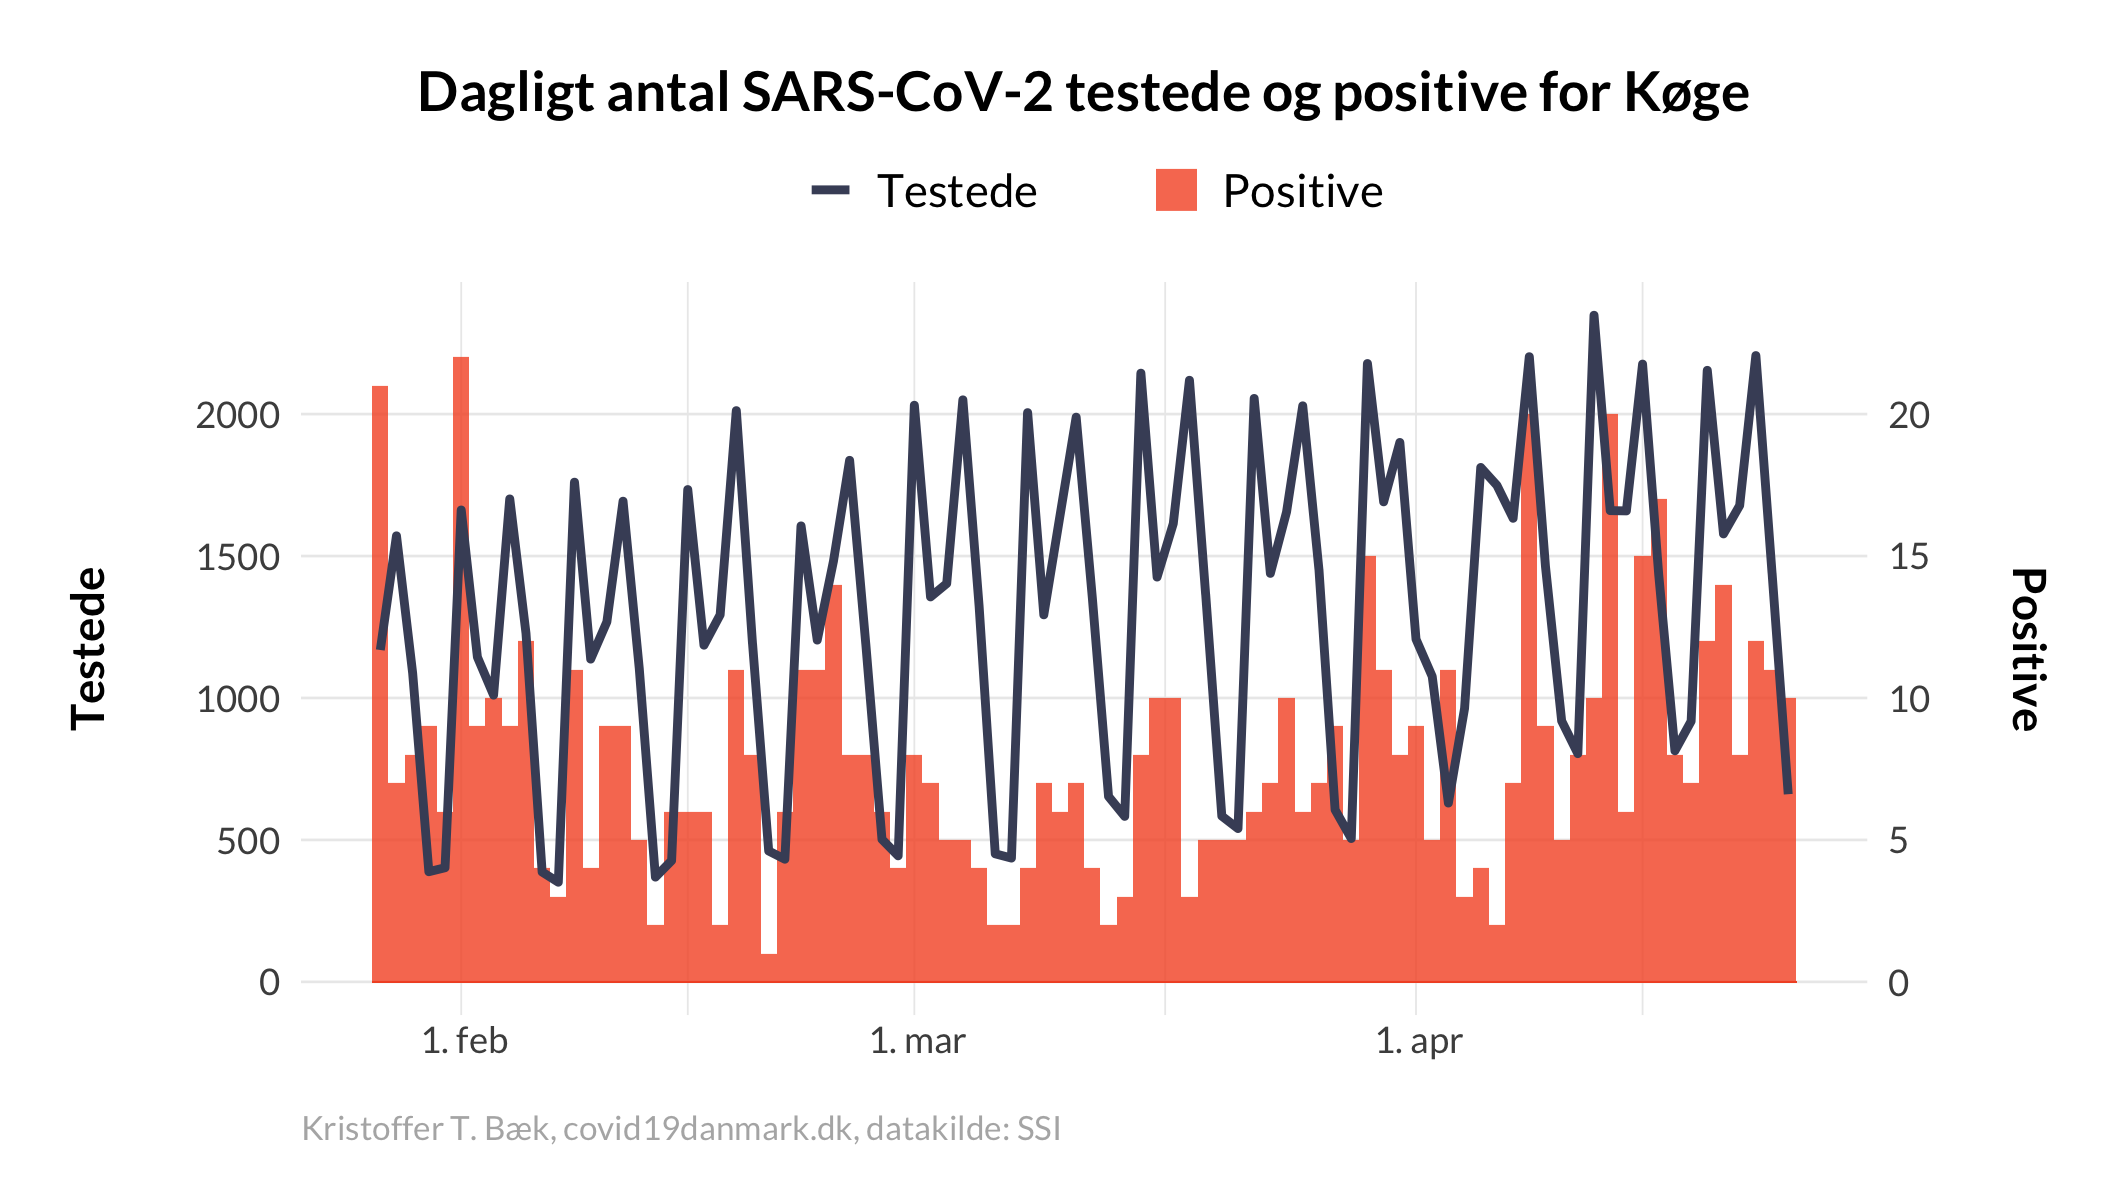 Dagligt antal SARS-CoV-2 testede og positive for Køge
Testede Positive
2000 20
1500 15
1000 10
500 5
0 0
Testede
Positive
1. feb 1. mar 1. apr
Kristoffer T. Bæk, covid19danmark.dk, datakilde: SSI